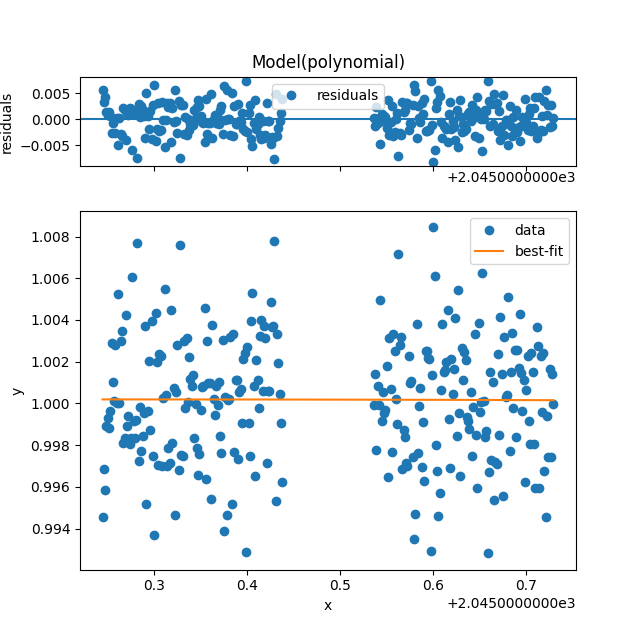 Model(polynomial)
0.005
0.000
−0.005
residuals
residuals
+2.0450000000e3
1.008
1.006
1.004
1.002
1.000
0.998
0.996
0.994
y
data
best-fit
0.3
0.4
0.5
0.6
0.7
x
+2.0450000000e3